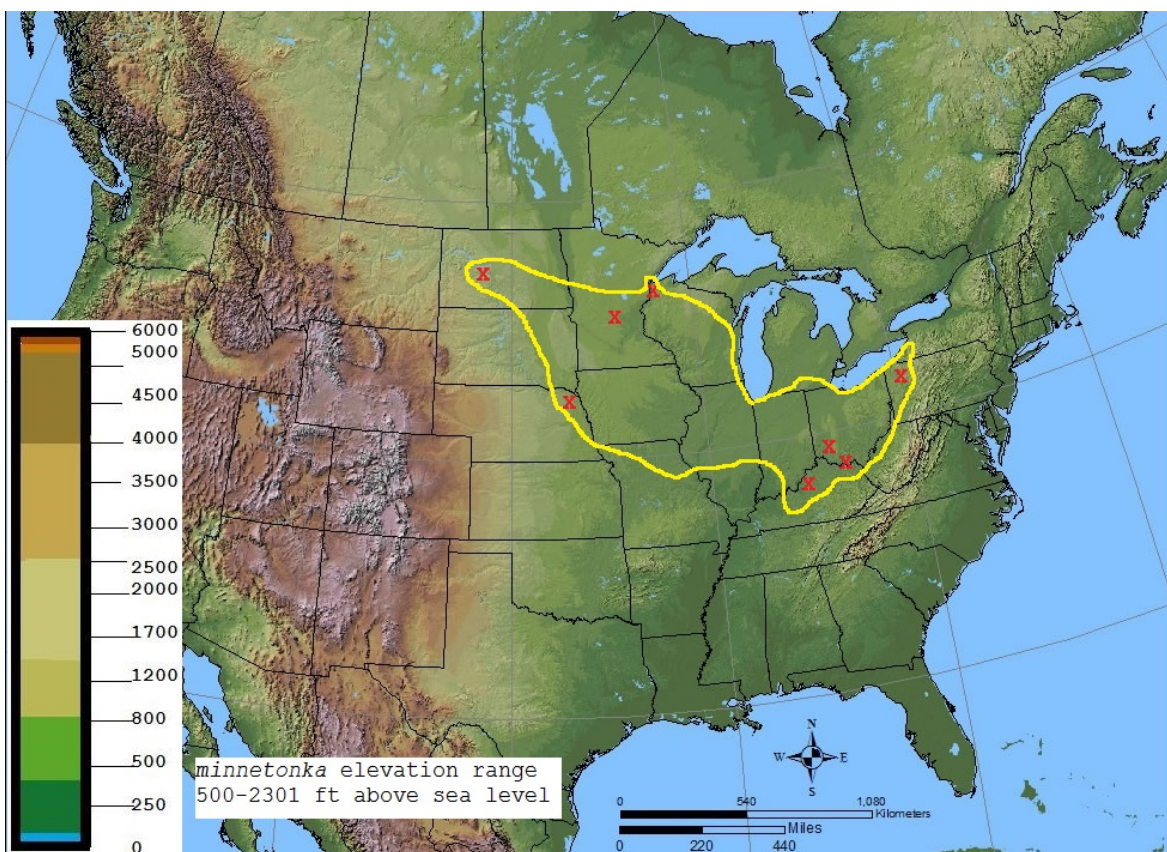 X
X
X
X
X
X
X
X
6000
5000
4500
4000
3000
2500
2000
1700
1200
800
500
250
0
minnetonka elevation range
500-2301 ft above sea level
N
W E
S
0 540 1,080
Kilometers
Miles
0 220 440